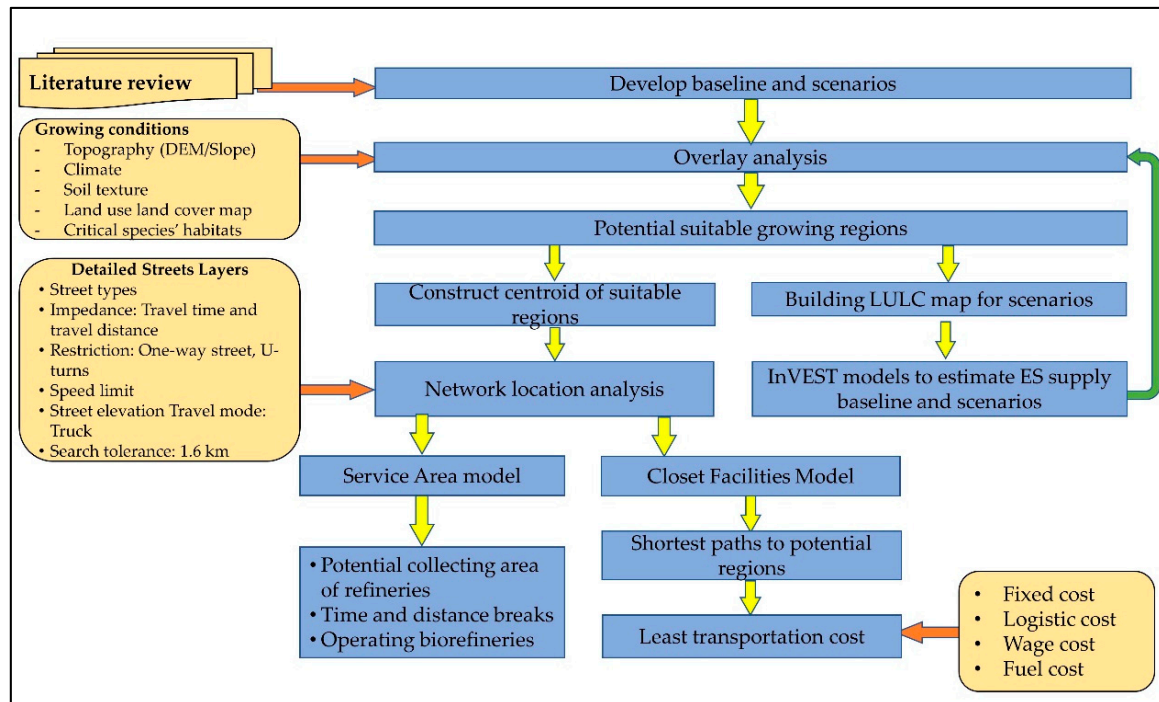 Literature review
Develop baseline and scenarios
Growing conditions
- Topography (DEM/Slope)
- Climate
- Soil texture
- Land use land cover map
- Critical species' habitats
Overlay analysis
Potential suitable growing regions
Detailed Streets Layers
• Street types
• Impedance: Travel time and
travel distance
• Restriction: One-way street, U-
turns
• Speed limit
• Street elevation Travel mode:
Truck
• Search tolerance: 1.6 km
Construct centroid of suitable
regions
Building LULC map for scenarios
Network location analysis
InVEST models to estimate ES supply
baseline and scenarios
Service Area model
Closet Facilities Model
• Potential collecting area
of refineries
• Time and distance breaks
• Operating biorefineries
Shortest paths to potential
regions
Least transportation cost
• Fixed cost
• Logistic cost
• Wage cost
• Fuel cost